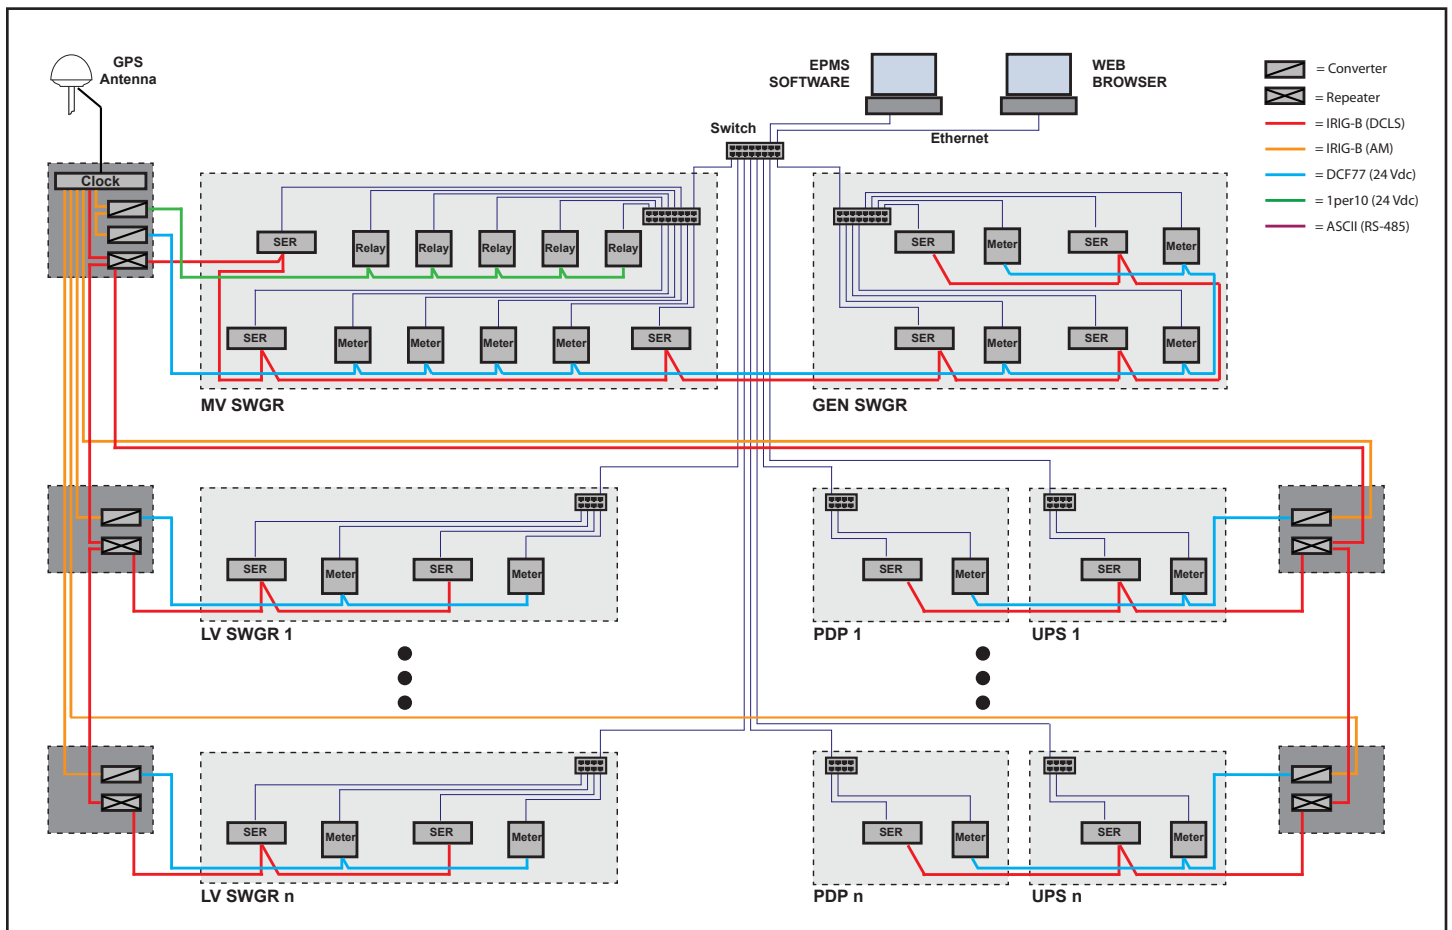 GPS
Antenna
EPMS
SOFTWARE
WEB
BROWSER
Switch
Ethernet
= Converter
= Repeater
= IRIG-B (DCLS)
= IRIG-B (AM)
= DCF77 (24 Vdc)
= 1per10 (24 Vdc)
= ASCII (RS-485)
Clock
SER
Relay
Relay
Relay
Relay
Relay
SER
Meter
Meter
Meter
Meter
SER
MV SWGR
SER
Meter
SER
Meter
SER
Meter
SER
Meter
GEN SWGR
SER
Meter
SER
Meter
LV SWGR 1
SER
Meter
PDP 1
SER
Meter
UPS 1
SER
Meter
SER
Meter
LV SWGR n
SER
Meter
PDP n
SER
Meter
UPS n